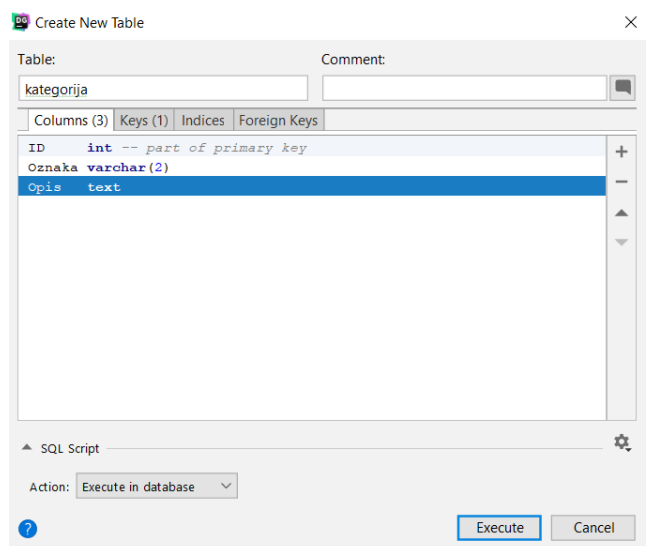 DG Create New Table
Table: Comment:
kategorija
Columns (3) Keys (1) Indices Foreign Keys
ID int -- part of primary key
Oznaka varchar(2)
Opis text
SQL Script
Action: Execute in database
? Execute Cancel